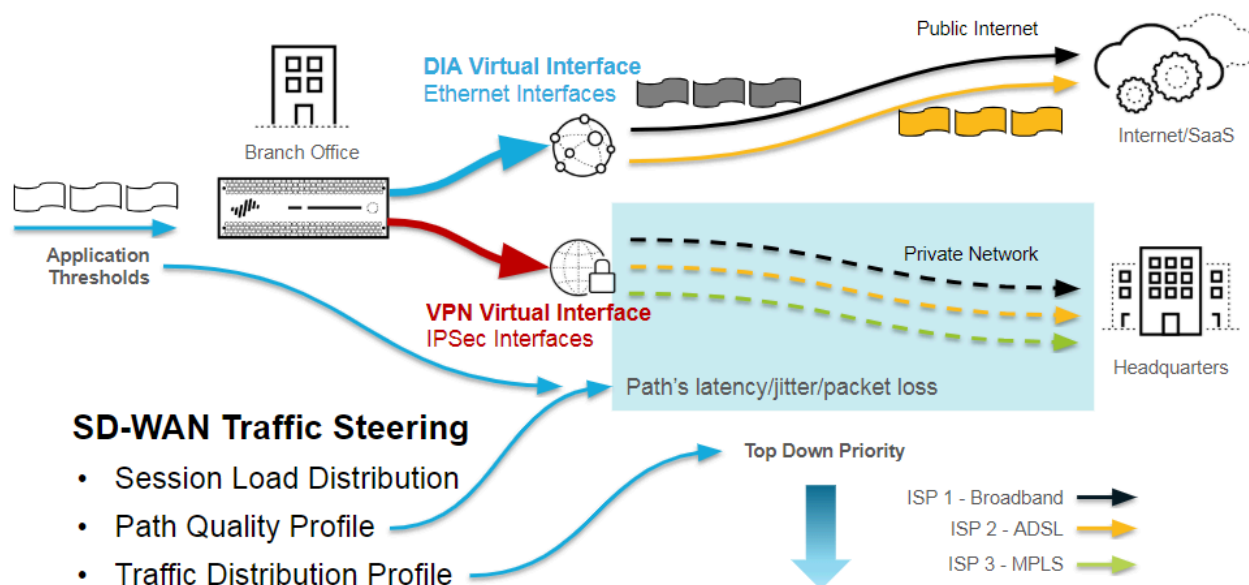 Public Internet
DIA Virtual Interface
Ethernet Interfaces
Branch Office
Internet/SaaS
Application
Thresholds
Private Network
VPN Virtual Interface
IPSec Interfaces
Headquarters
Path's latency/jitter/packet loss
SD-WAN Traffic Steering
• Session Load Distribution
• Path Quality Profile
• Traffic Distribution Profile
Top Down Priority
ISP 1 - Broadband
ISP 2 - ADSL
ISP 3 - MPLS